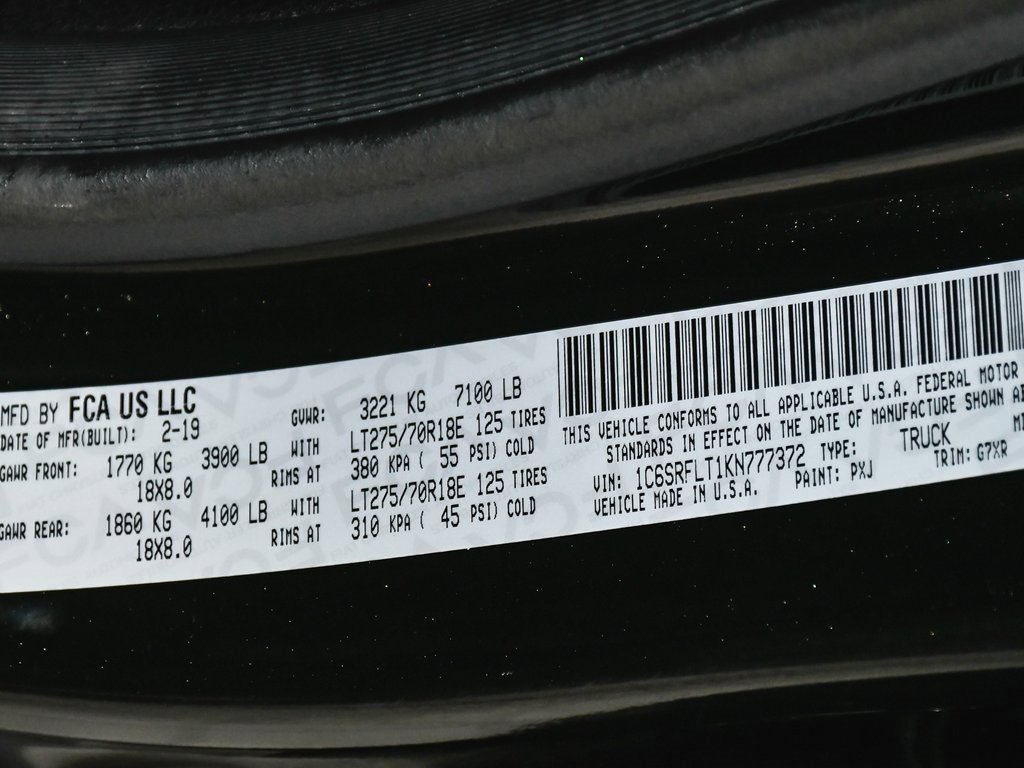 MFD BY FCA US LLC
DATE OF MFR(BUILT): 2-19
GVWR: 3221 KG 7100 LB
GAWR FRONT: 1770 KG 3900 LB WITH LT275/70R18E 125 TIRES
18X8.0 RIMS AT 380 KPA ( 55 PSI) COLD
GAWR REAR: 1860 KG 4100 LB WITH LT275/70R18E 125 TIRES
18X8.0 RIMS AT 310 KPA ( 45 PSI) COLD
THIS VEHICLE CONFORMS TO ALL APPLICABLE U.S.A. FEDERAL MOTOR
STANDARDS IN EFFECT ON THE DATE OF MANUFACTURE SHOWN
VIN: 1C6SRFLT1KN777372 TYPE: TRUCK
VEHICLE MADE IN U.S.A. PAINT: PXJ TRIM: G7XR